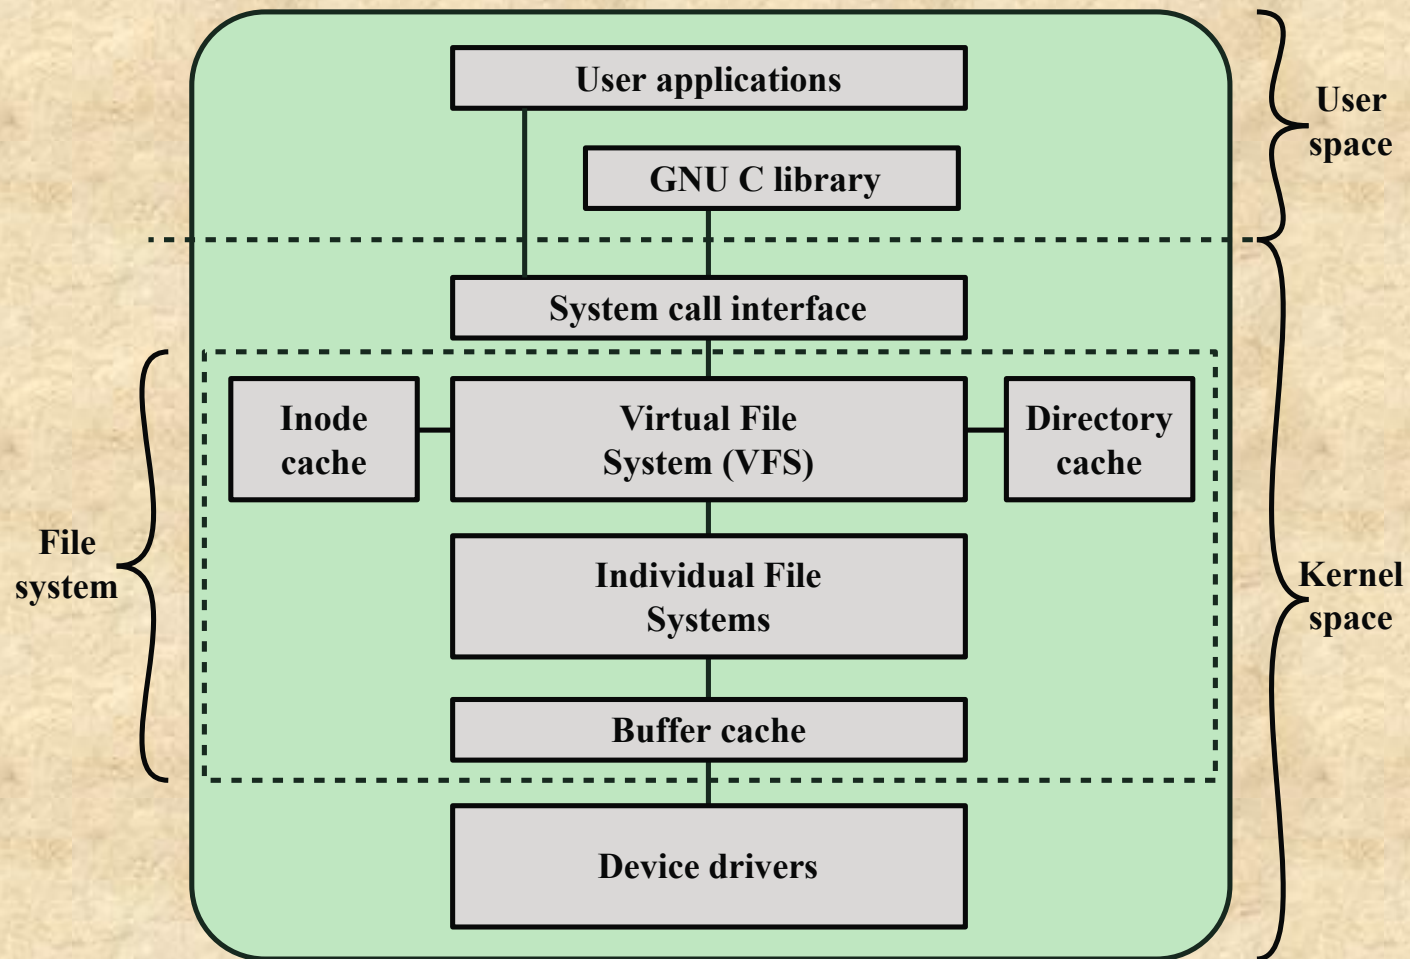 User applications
User
space
GNU C library
System call interface
Inode
cache
Virtual File
System (VFS)
Directory
cache
File
system
Individual File
Systems
Kernel
space
Buffer cache
Device drivers